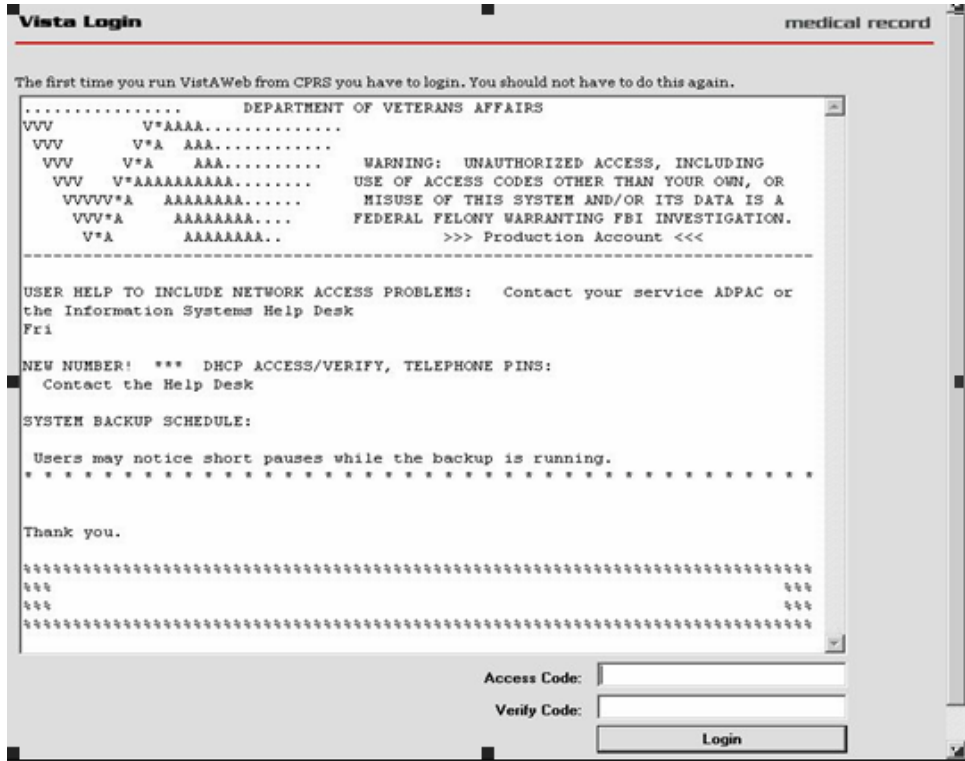 Vista Login
medical record
The first time you run VistAWeb from CPRS you have to login. You should not have to do this again.
................ DEPARTMENT OF VETERANS AFFAIRS
VVV V*AAAA..............
VVV V*A AAA............
VVV V*A AAA.......... WARNING: UNAUTHORIZED ACCESS, INCLUDING
VVV V*AAAAAAAAAA........ USE OF ACCESS CODES OTHER THAN YOUR OWN, OR
VVVVV*A AAAAAAAA...... MISUSE OF THIS SYSTEM AND/OR ITS DATA IS A
VVV*A AAAAAAAA.... FEDERAL FELONY WARRANTING FBI INVESTIGATION.
V*A AAAAAAAA.. >>> Production Account <<<
--------------------------------------------------------------------------------
USER HELP TO INCLUDE NETWORK ACCESS PROBLEMS: Contact your service ADPAC or
the Information Systems Help Desk
Fri
NEW NUMBER! *** DHCP ACCESS/VERIFY, TELEPHONE PINS:
Contact the Help Desk
SYSTEM BACKUP SCHEDULE:
Users may notice short pauses while the backup is running.
* * * * * * * * * * * * * * * * * * * * * * * * * * * * * * * * * * * *
Thank you.
%%%%%%%%%%%%%%%%%%%%%%%%%%%%%%%%%%%%%%%%%%%%%%%%%%%%%%%%%%%%%%%%%%%%%%%%%%%%%%
%%% %%%
%%% %%%
%%%%%%%%%%%%%%%%%%%%%%%%%%%%%%%%%%%%%%%%%%%%%%%%%%%%%%%%%%%%%%%%%%%%%%%%%%%%%%
Access Code:
Verify Code:
Login